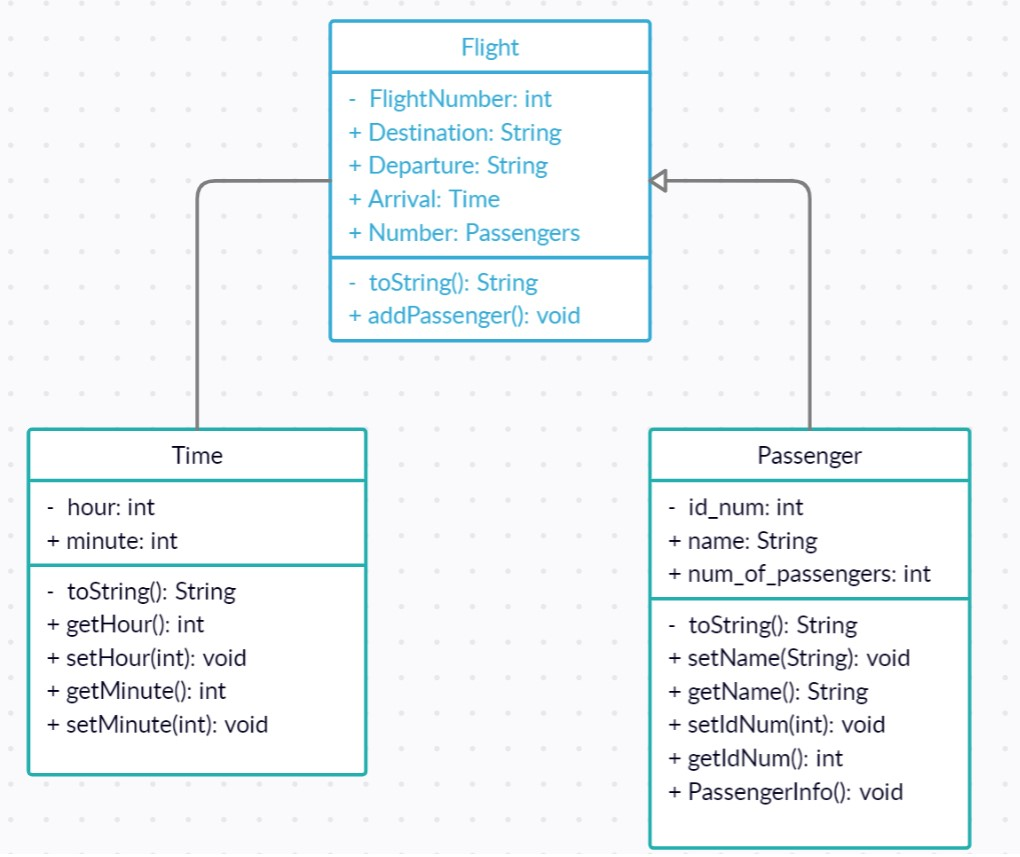 Flight
- FlightNumber: int
+ Destination: String
+ Departure: String
+ Arrival: Time
+ Number: Passengers
- toString(): String
+ addPassenger(): void
Time
- hour: int
+ minute: int
- toString(): String
+ getHour(): int
+ setHour(int): void
+ getMinute(): int
+ setMinute(int): void
Passenger
- id_num: int
+ name: String
+ num_of_passengers: int
- toString(): String
+ setName(String): void
+ getName(): String
+ setIdNum(int): void
+ getIdNum(): int
+ PassengerInfo(): void